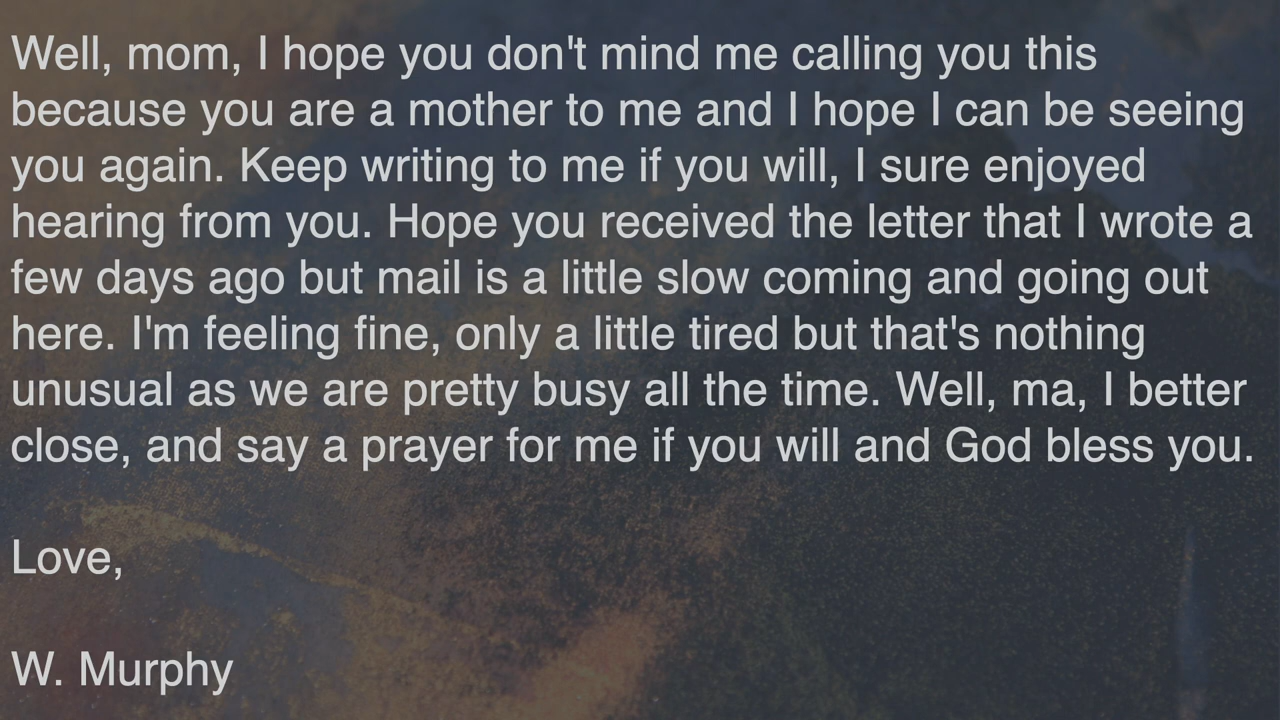 Well, mom, I hope you don't mind me calling you this
because you are a mother to me and I hope I can be seeing
you again. Keep writing to me if you will, I sure enjoyed
hearing from you. Hope you received the letter that I wrote a
few days ago but mail is a little slow coming and going out
here. I'm feeling fine, only a little tired but that's nothing
unusual as we are pretty busy all the time. Well, ma, I better
close, and say a prayer for me if you will and God bless you.
Love,
W. Murphy